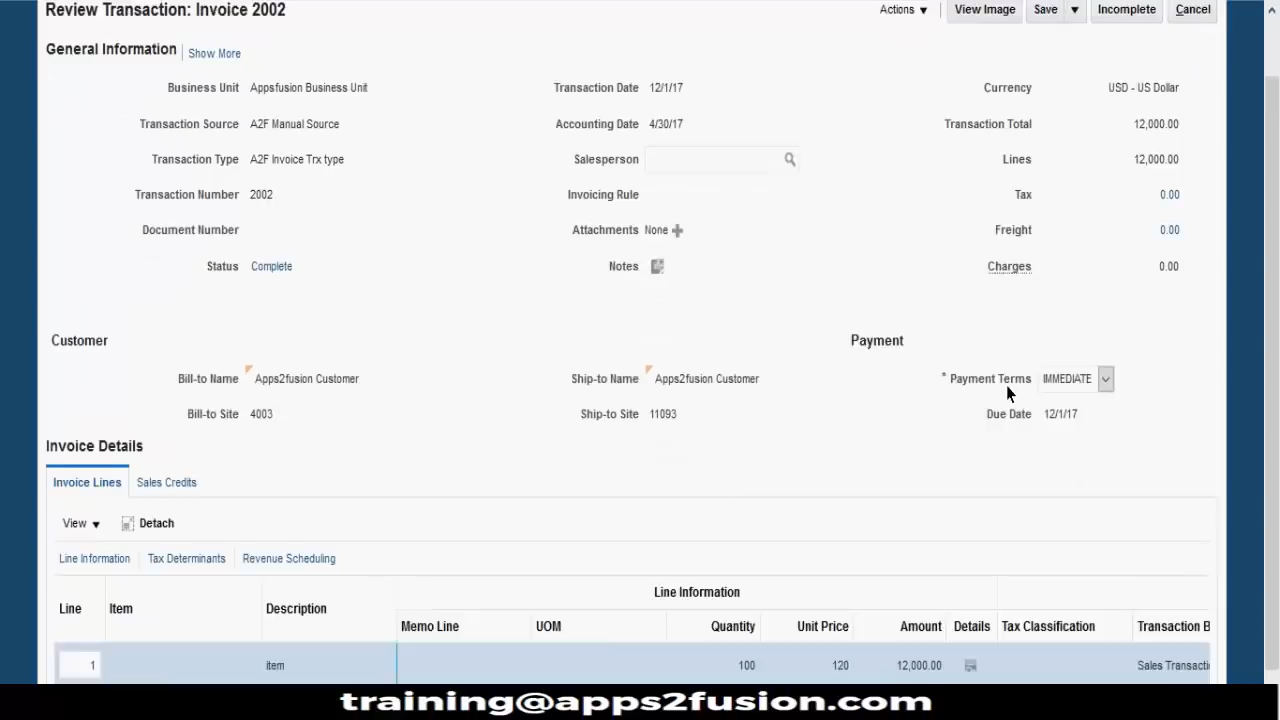 Review Transaction: Invoice 2002
Actions View Image Save Incomplete Cancel
General Information Show More
Business Unit Appsfusion Business Unit Transaction Date 12/1/17 Currency USD - US Dollar
Transaction Source A2F Manual Source Accounting Date 4/30/17 Transaction Total 12,000.00
Transaction Type A2F Invoice Trx type Salesperson Lines 12,000.00
Transaction Number 2002 Invoicing Rule Tax 0.00
Document Number Attachments None Freight 0.00
Status Complete Notes Charges 0.00
Customer Payment
Bill-to Name Apps2fusion Customer Ship-to Name Apps2fusion Customer * Payment Terms IMMEDIATE
Bill-to Site 4003 Ship-to Site 11093 Due Date 12/1/17
Invoice Details
Invoice Lines Sales Credits
View Detach
Line Information Tax Determinants Revenue Scheduling
Line Information
Line Item Description
Memo Line UOM Quantity Unit Price Amount Details Tax Classification Transaction B
1 item 100 120 12,000.00 Sales Transacti
training@apps2fusion.com